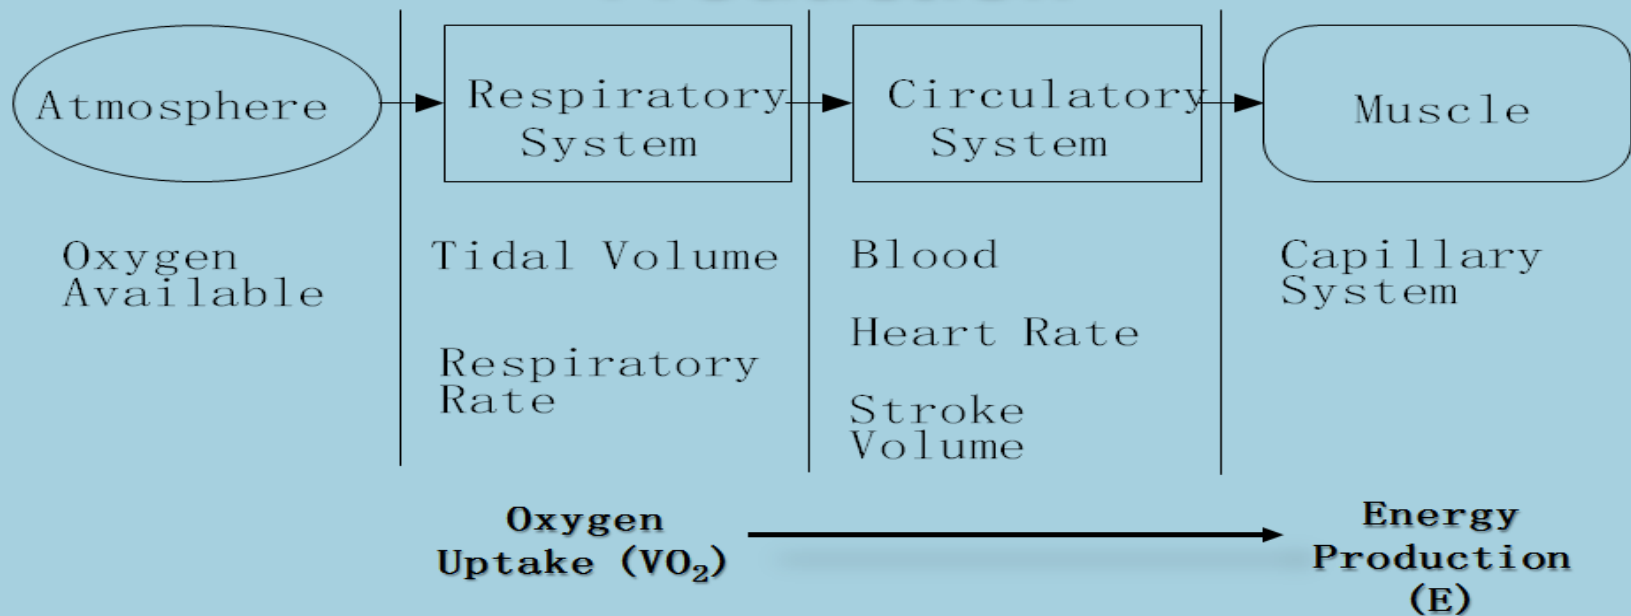 Atmosphere
Respiratory
System
Circulatory
System
Muscle
Oxygen
Available
Tidal Volume
Respiratory
Rate
Blood
Heart Rate
Stroke
Volume
Capillary
System
Oxygen
Uptake (VO₂)
Energy
Production
(E)